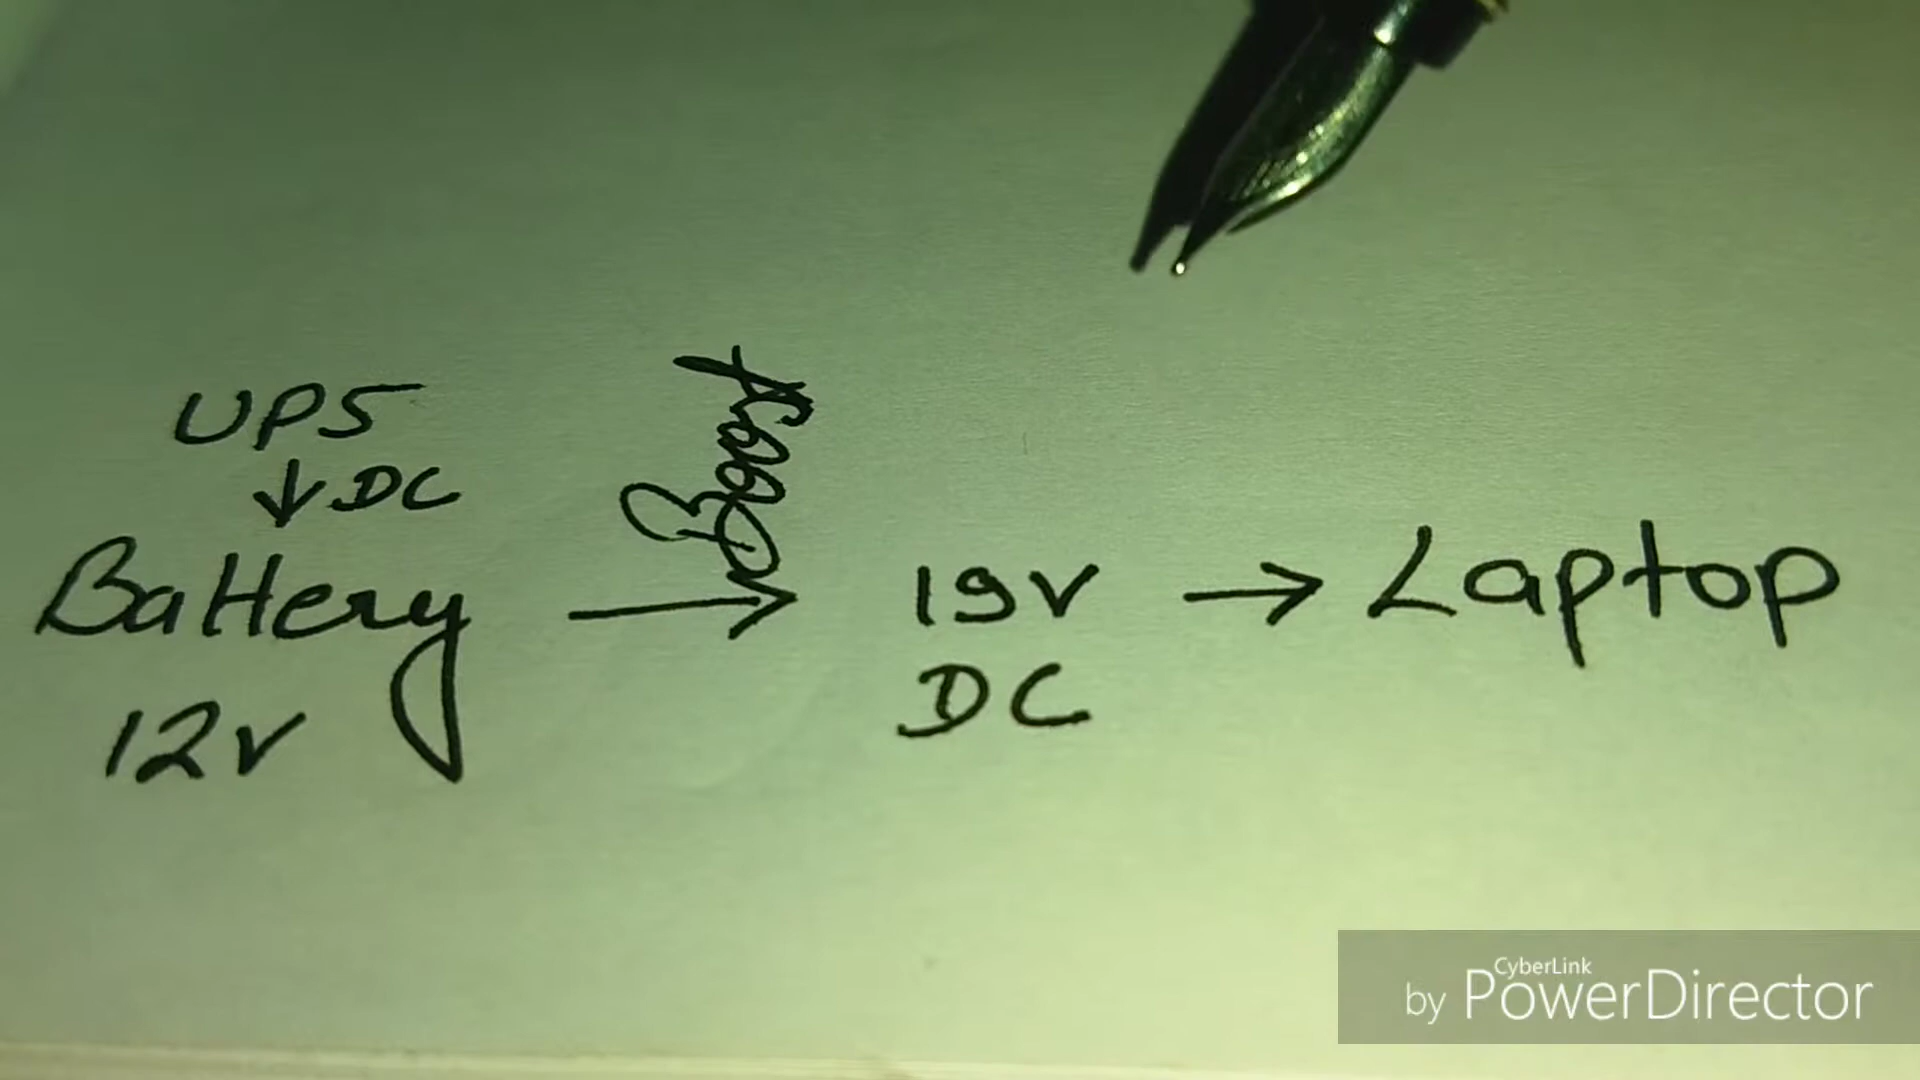 UPS
↓ DC
Battery → 19V → Laptop
Boost
12v
DC
CyberLink
by PowerDirector